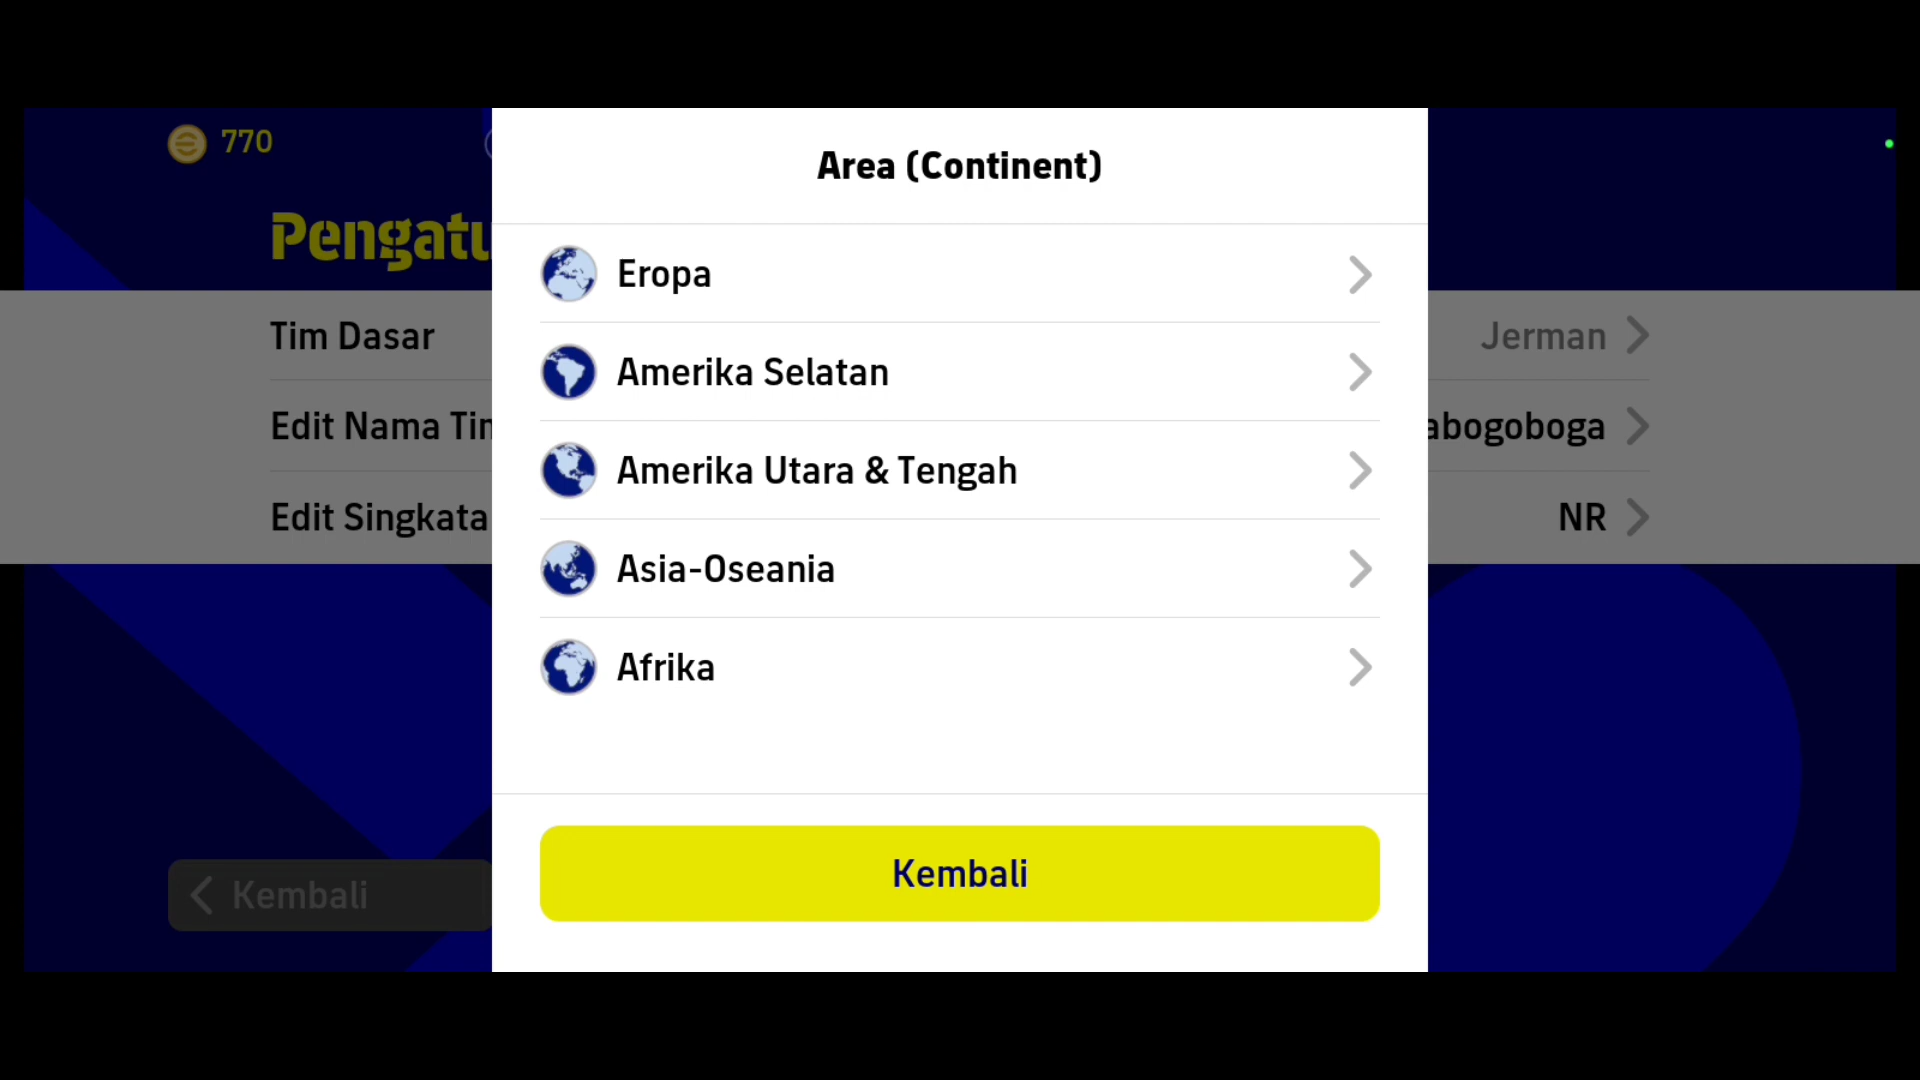 770
Pengatu
Area (Continent)
Eropa
Amerika Selatan
Amerika Utara & Tengah
Asia-Oseania
Afrika
Kembali
Tim Dasar
Jerman
Edit Nama Tim
abogoboga
Edit Singkata
NR
Kembali